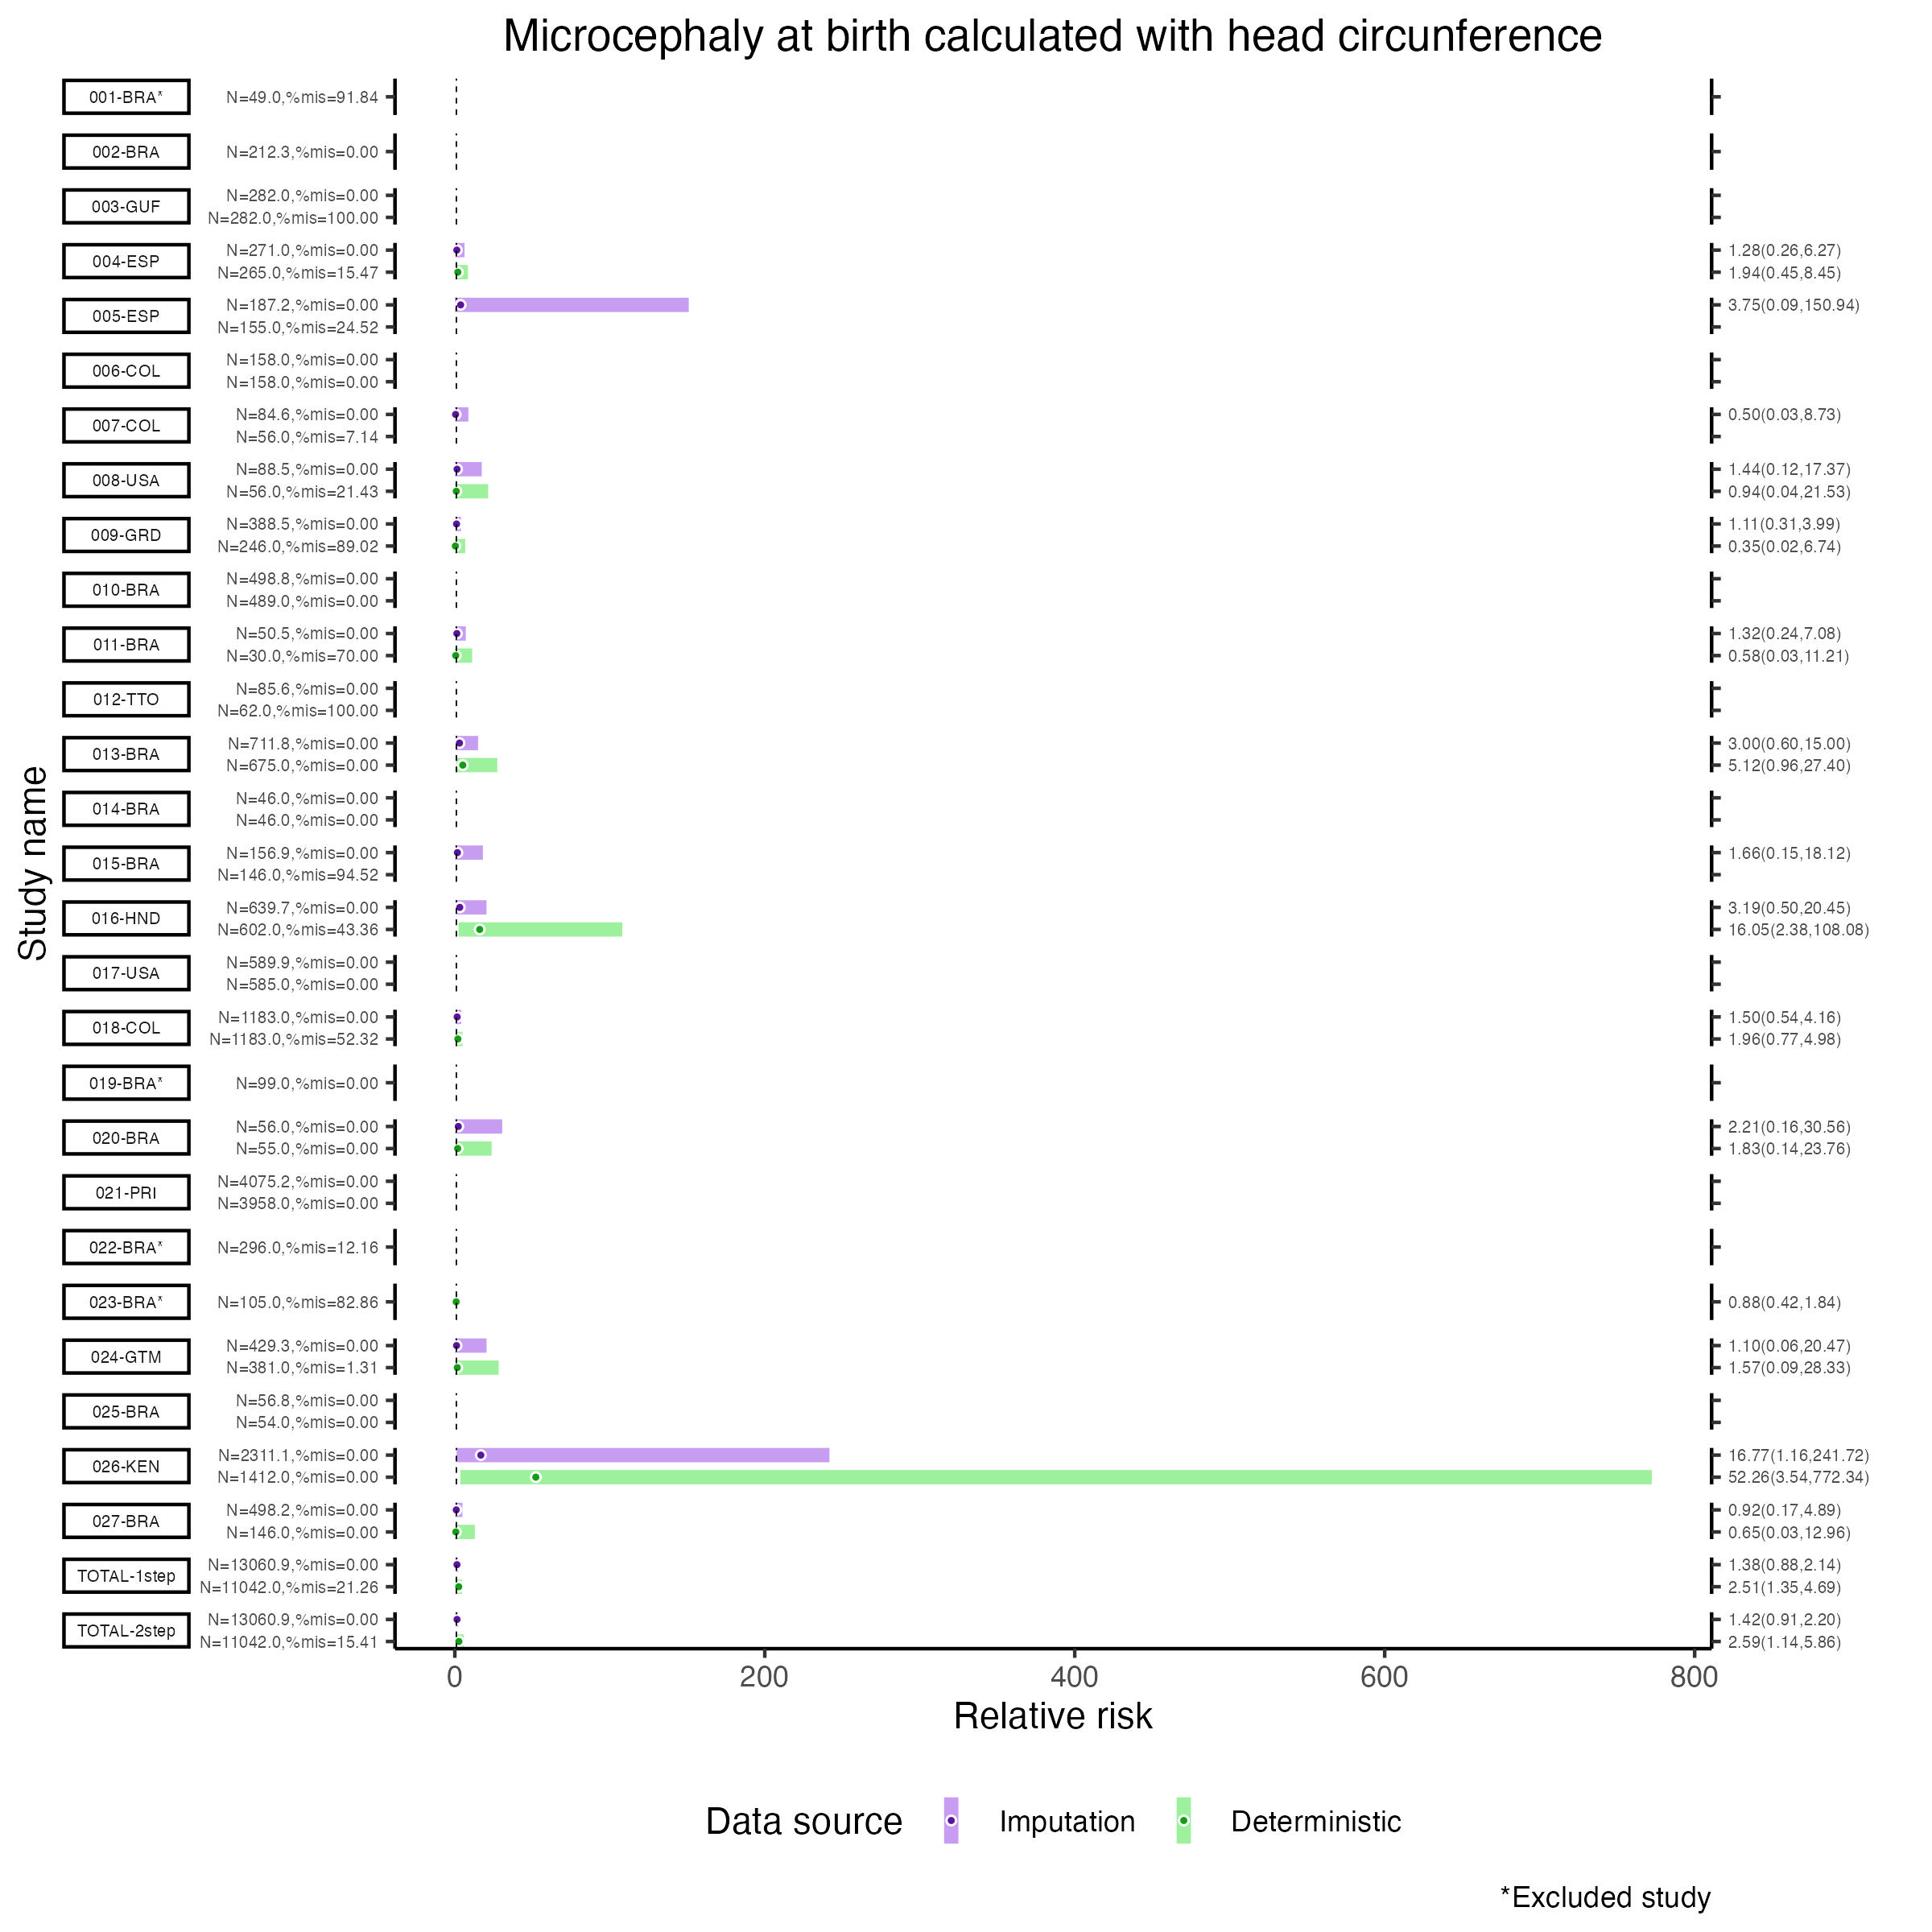 Microcephaly at birth calculated with head circunference
Study name
001-BRA* N=49.0,%mis=91.84
002-BRA N=212.3,%mis=0.00
003-GUF
N=282.0,%mis=0.00
N=282.0,%mis=100.00
004-ESP
N=271.0,%mis=0.00 1.28(0.26,6.27)
N=265.0,%mis=15.47 1.94(0.45,8.45)
005-ESP
N=187.2,%mis=0.00 3.75(0.09,150.94)
N=155.0,%mis=24.52
006-COL
N=158.0,%mis=0.00
N=158.0,%mis=0.00
007-COL
N=84.6,%mis=0.00 0.50(0.03,8.73)
N=56.0,%mis=7.14
008-USA
N=88.5,%mis=0.00 1.44(0.12,17.37)
N=56.0,%mis=21.43 0.94(0.04,21.53)
009-GRD
N=388.5,%mis=0.00 1.11(0.31,3.99)
N=246.0,%mis=89.02 0.35(0.02,6.74)
010-BRA
N=498.8,%mis=0.00
N=489.0,%mis=0.00
011-BRA
N=50.5,%mis=0.00 1.32(0.24,7.08)
N=30.0,%mis=70.00 0.58(0.03,11.21)
012-TTO
N=85.6,%mis=0.00
N=62.0,%mis=100.00
013-BRA
N=711.8,%mis=0.00 3.00(0.60,15.00)
N=675.0,%mis=0.00 5.12(0.96,27.40)
014-BRA
N=46.0,%mis=0.00
N=46.0,%mis=0.00
015-BRA
N=156.9,%mis=0.00 1.66(0.15,18.12)
N=146.0,%mis=94.52
016-HND
N=639.7,%mis=0.00 3.19(0.50,20.45)
N=602.0,%mis=43.36 16.05(2.38,108.08)
017-USA
N=589.9,%mis=0.00
N=585.0,%mis=0.00
018-COL
N=1183.0,%mis=0.00 1.50(0.54,4.16)
N=1183.0,%mis=52.32 1.96(0.77,4.98)
019-BRA* N=99.0,%mis=0.00
020-BRA
N=56.0,%mis=0.00 2.21(0.16,30.56)
N=55.0,%mis=0.00 1.83(0.14,23.76)
021-PRI
N=4075.2,%mis=0.00
N=3958.0,%mis=0.00
022-BRA* N=296.0,%mis=12.16
023-BRA* N=105.0,%mis=82.86 0.88(0.42,1.84)
024-GTM
N=429.3,%mis=0.00 1.10(0.06,20.47)
N=381.0,%mis=1.31 1.57(0.09,28.33)
025-BRA
N=56.8,%mis=0.00
N=54.0,%mis=0.00
026-KEN
N=2311.1,%mis=0.00 16.77(1.16,241.72)
N=1412.0,%mis=0.00 52.26(3.54,772.34)
027-BRA
N=498.2,%mis=0.00 0.92(0.17,4.89)
N=146.0,%mis=0.00 0.65(0.03,12.96)
TOTAL-1step
N=13060.9,%mis=0.00 1.38(0.88,2.14)
N=11042.0,%mis=21.26 2.51(1.35,4.69)
TOTAL-2step
N=13060.9,%mis=0.00 1.42(0.91,2.20)
N=11042.0,%mis=15.41 2.59(1.14,5.86)
0 200 400 600 800
Relative risk
Data source Imputation Deterministic
*Excluded study